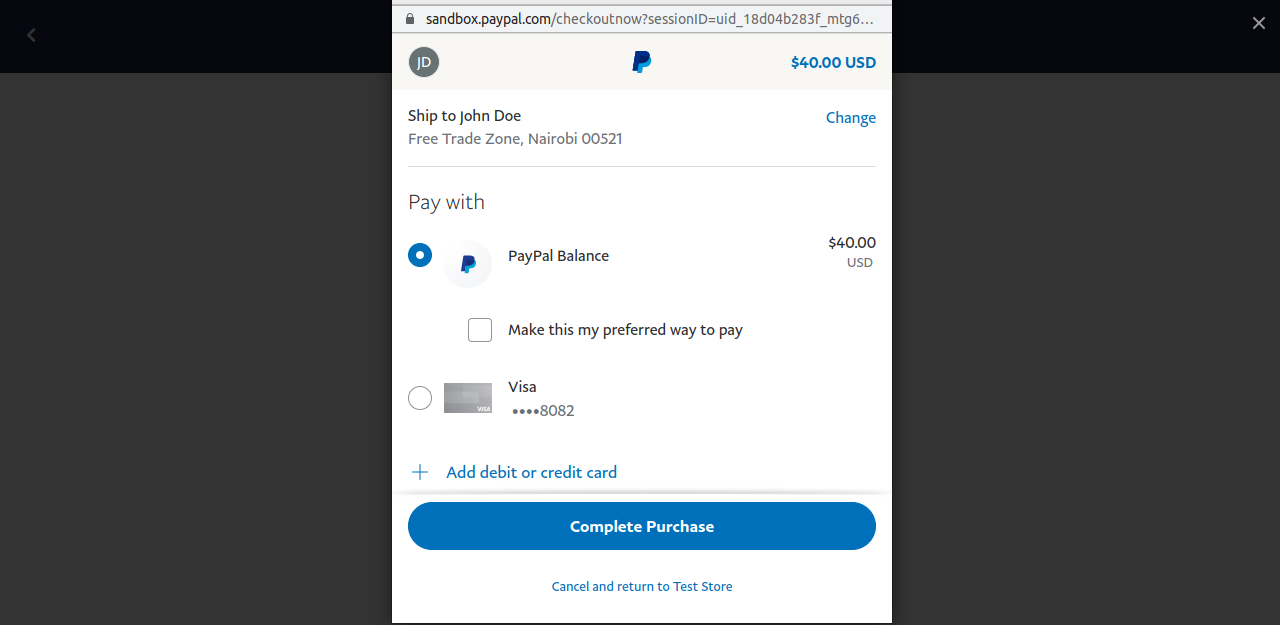 sandbox.paypal.com/checkoutnow?sessionID=uid_18d04b283f_mtg6...
JD
$40.00 USD
Ship to John Doe
Change
Free Trade Zone, Nairobi 00521
Pay with
PayPal Balance
$40.00
USD
Make this my preferred way to pay
Visa
VISA
••••8082
Add debit or credit card
Complete Purchase
Cancel and return to Test Store